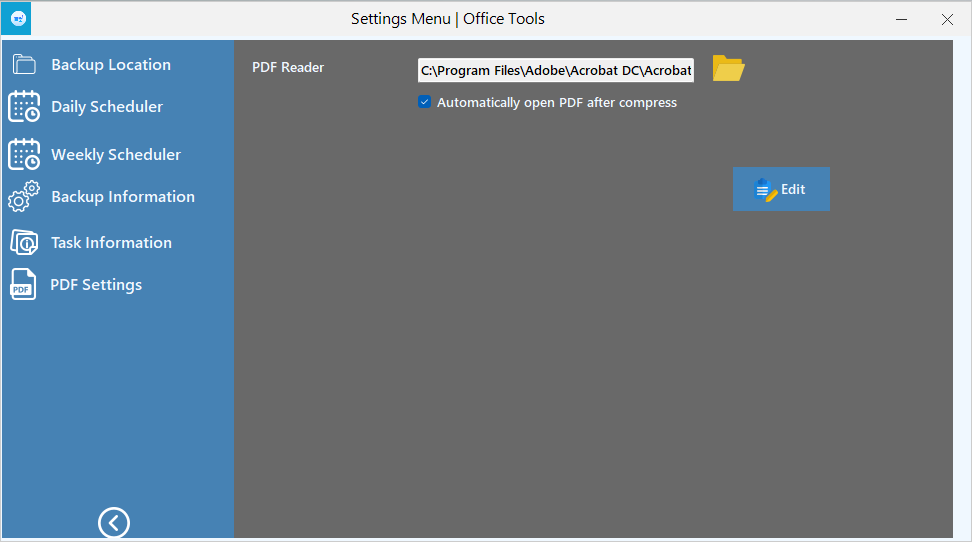 Settings Menu | Office Tools
Backup Location
Daily Scheduler
Weekly Scheduler
Backup Information
Task Information
PDF
PDF Settings
PDF Reader
C:\Program Files\Adobe\Acrobat DC\Acrobat
Automatically open PDF after compress
Edit